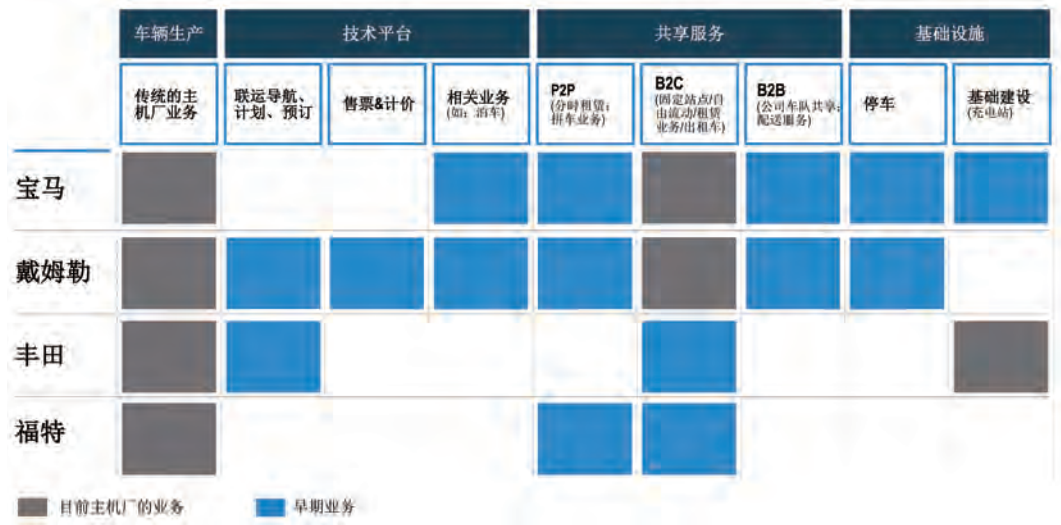 车辆生产
技术平台
共享服务
基础设施
传统的主
机厂业务
联运导航、
计划、预订
售票&计价
相关业务
(如：泊车)
P2P
(分时租赁；
拼车业务)
B2C
(固定站点/自
由流动/租赁
业务/出租车)
B2B
(公司车队共享；
配送服务)
停车
基础建设
(充电站)
宝马
戴姆勒
丰田
福特
目前主机厂的业务
早期业务